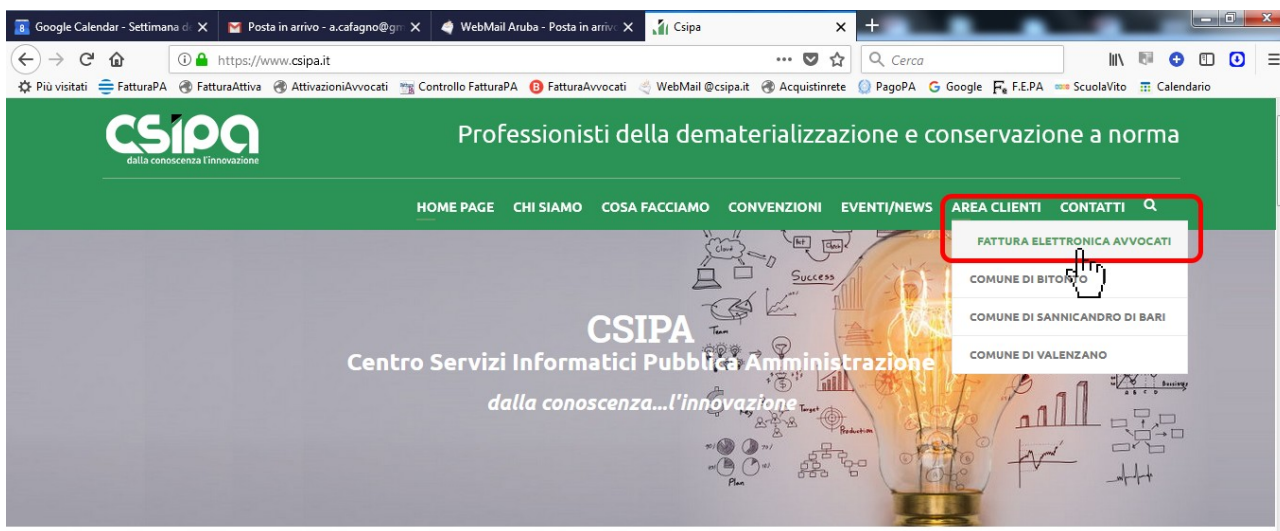 Google Calendar - Settimana d
Posta in arrivo - a.cafagno@gm
WebMail Aruba - Posta in arrivo
Csipa
https://www.csipa.it
Cerca
Più visitati FatturaPA FatturaAttiva AttivazioniAvvocati Controllo FatturaPA FatturaAvvocati WebMail @csipa.it Acquistinrete PagoPA Google F.E.PA ScuolaVito Calendario
csipa
dalla conoscenza l'innovazione
Professionisti della dematerializzazione e conservazione a norma
HOME PAGE CHI SIAMO COSA FACCIAMO CONVENZIONI EVENTI/NEWS AREA CLIENTI CONTATTI
FATTURA ELETTRONICA AVVOCATI
COMUNE DI BITONTO
COMUNE DI SANNICANDRO DI BARI
COMUNE DI VALENZANO
CSIPA
Centro Servizi Informatici Pubblica Amministrazione
dalla conoscenza...l'innovazione
Cloud
Success
Team
Key
Target
Production
Plan